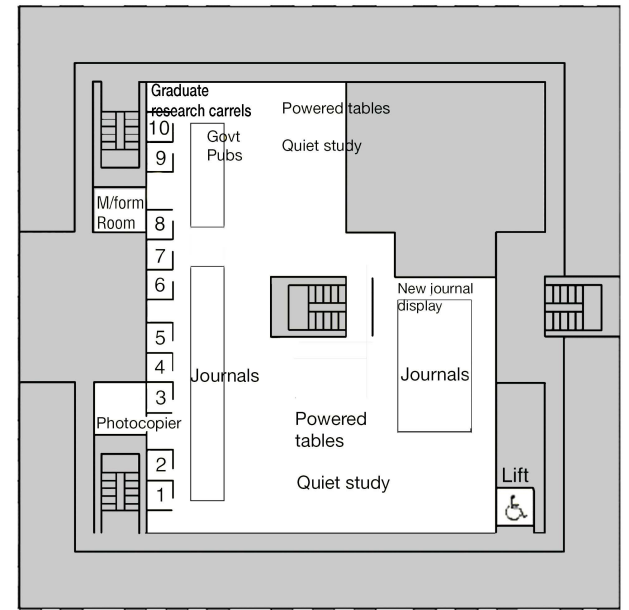 Graduate
research carrels
Powered tables
10
Govt
Pubs
Quiet study
9
M/form
Room
8
7
6
New journal
display
5
4
Journals
Journals
3
Photocopier
Powered
tables
2
Quiet study
Lift
1